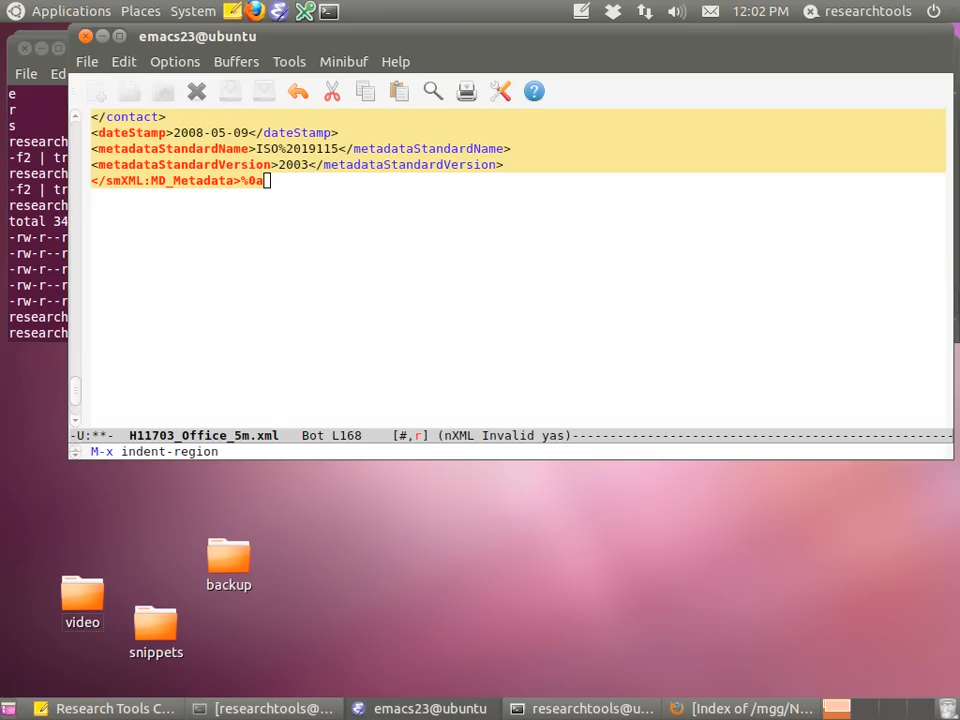 Applications Places System 12:02 PM researchtools
emacs23@ubuntu
File Ed
File Edit Options Buffers Tools Minibuf Help
e
r
s
research
-f2 | tr
research
-f2 | tr
research
total 34
-rw-r--r
-rw-r--r
-rw-r--r
-rw-r--r
-rw-r--r
research
research
</contact>
<dateStamp>2008-05-09</dateStamp>
<metadataStandardName>ISO%2019115</metadataStandardName>
<metadataStandardVersion>2003</metadataStandardVersion>
</smXML:MD_Metadata>%0a
-U:**- H11703_Office_5m.xml Bot L168 [#,r] (nXML Invalid yas)----------------------------------------------------
M-x indent-region
backup
video
snippets
Research Tools C... [researchtools@... emacs23@ubuntu researchtools@u... [Index of /mgg/N...